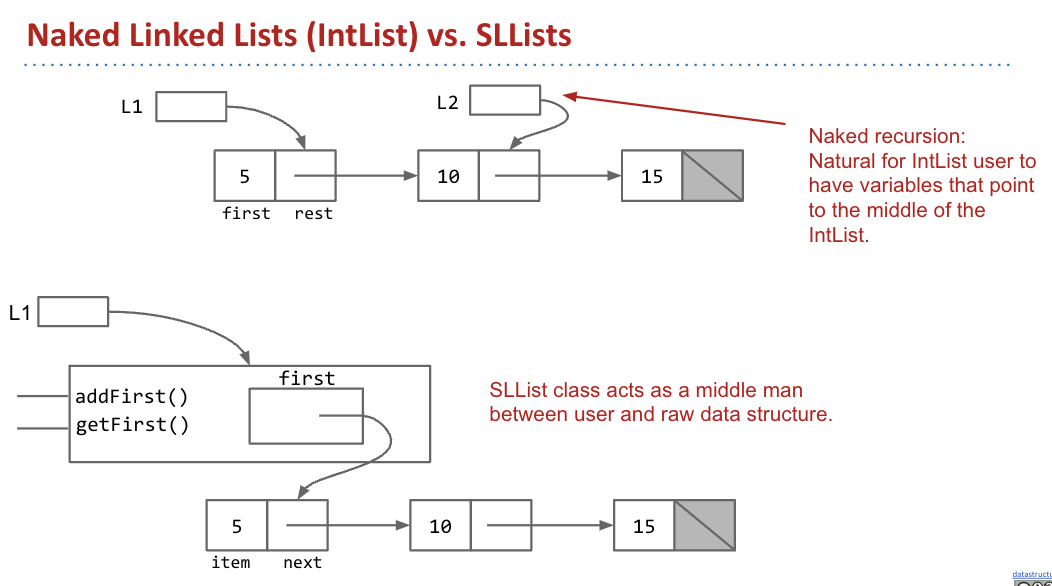 Naked Linked Lists (IntList) vs. SLLists
L1
L2
5
10
15
first rest
Naked recursion:
Natural for IntList user to
have variables that point
to the middle of the
IntList.
L1
first
addFirst()
getFirst()
SLList class acts as a middle man
between user and raw data structure.
5
10
15
item next